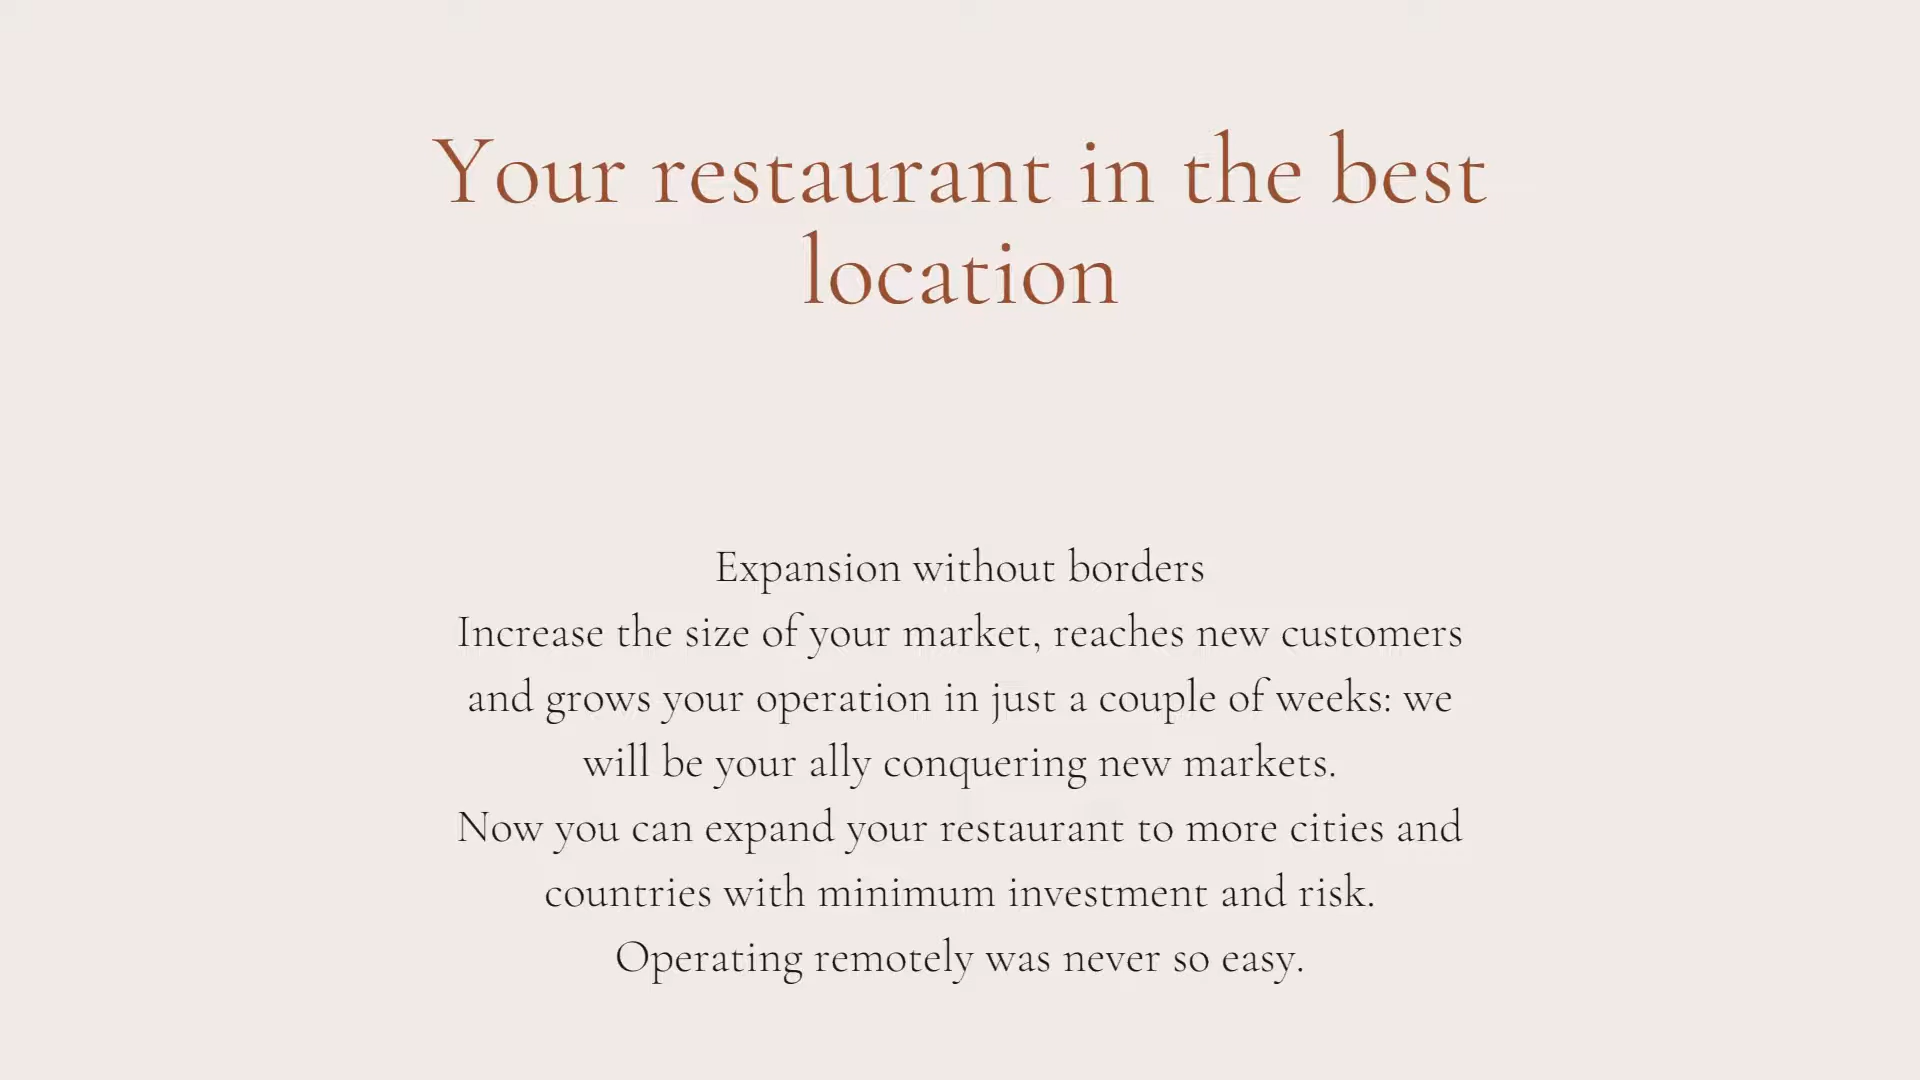 Your restaurant in the best
location
Expansion without borders
Increase the size of your market, reaches new customers
and grows your operation in just a couple of weeks: we
will be your ally conquering new markets.
Now you can expand your restaurant to more cities and
countries with minimum investment and risk.
Operating remotely was never so easy.